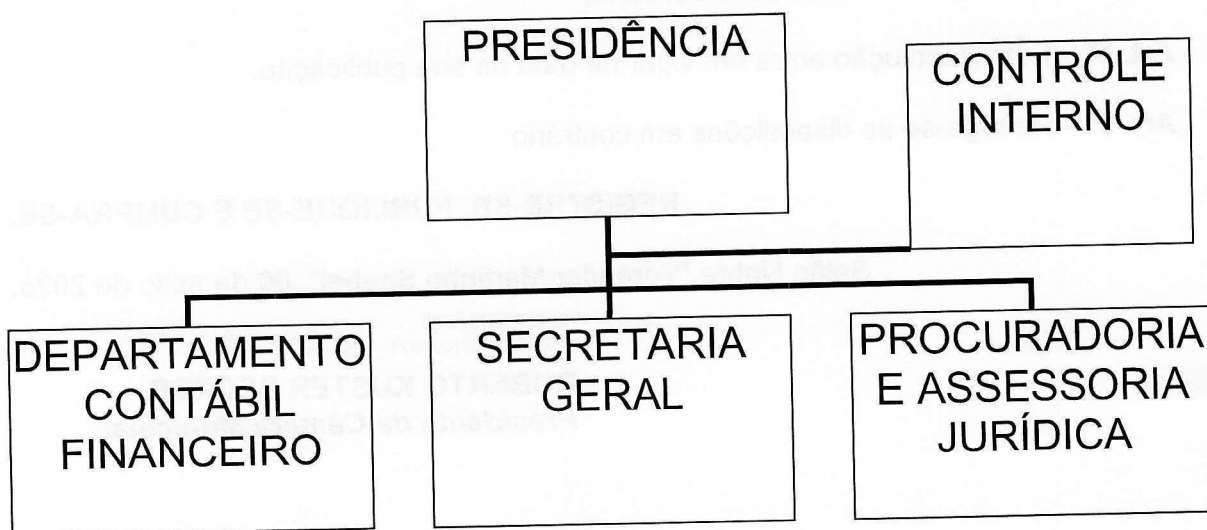 PRESIDÊNCIA
CONTROLE
INTERNO
DEPARTAMENTO
CONTÁBIL
FINANCEIRO
SECRETARIA
GERAL
PROCURADORIA
E ASSESSORIA
JURÍDICA